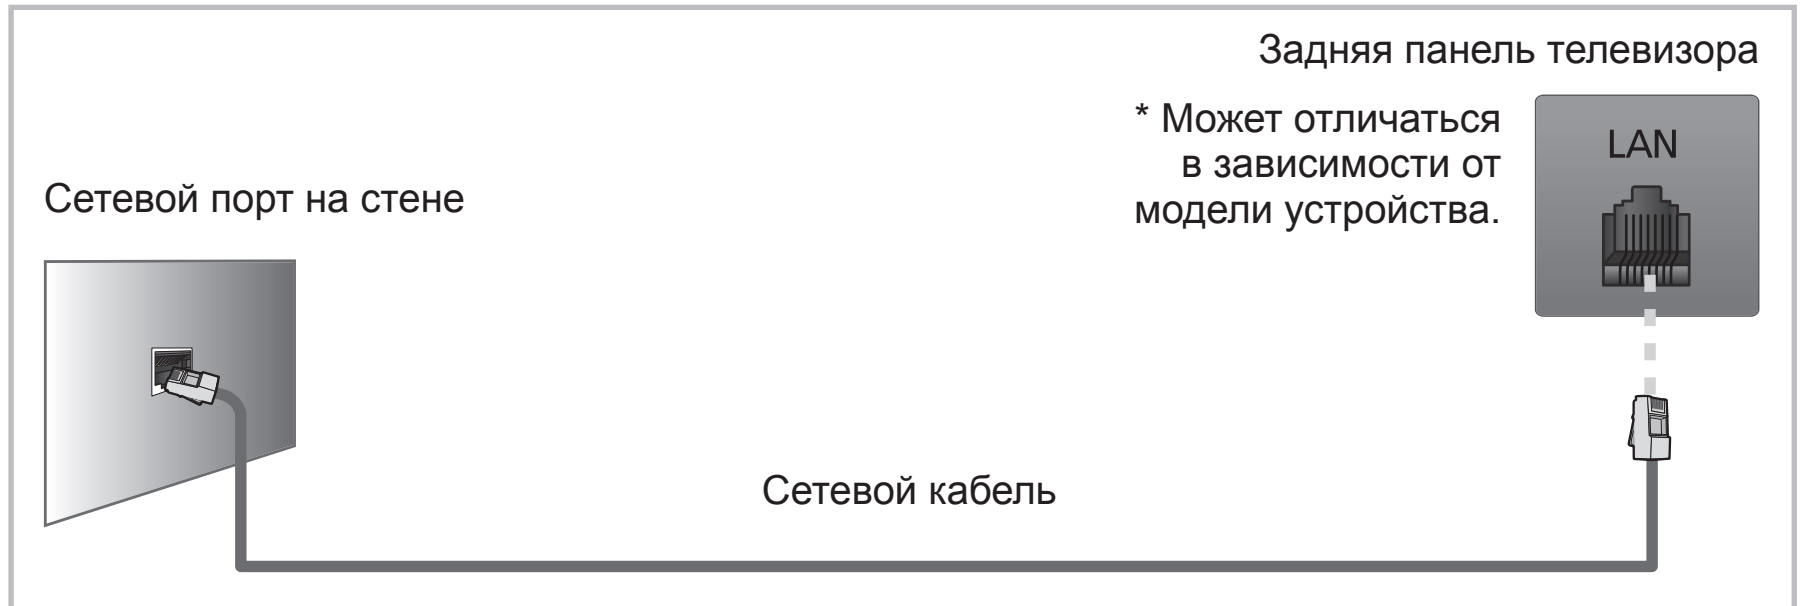 Задняя панель телевизора
* Может отличаться
в зависимости от
модели устройства.
LAN
Сетевой порт на стене
Сетевой кабель